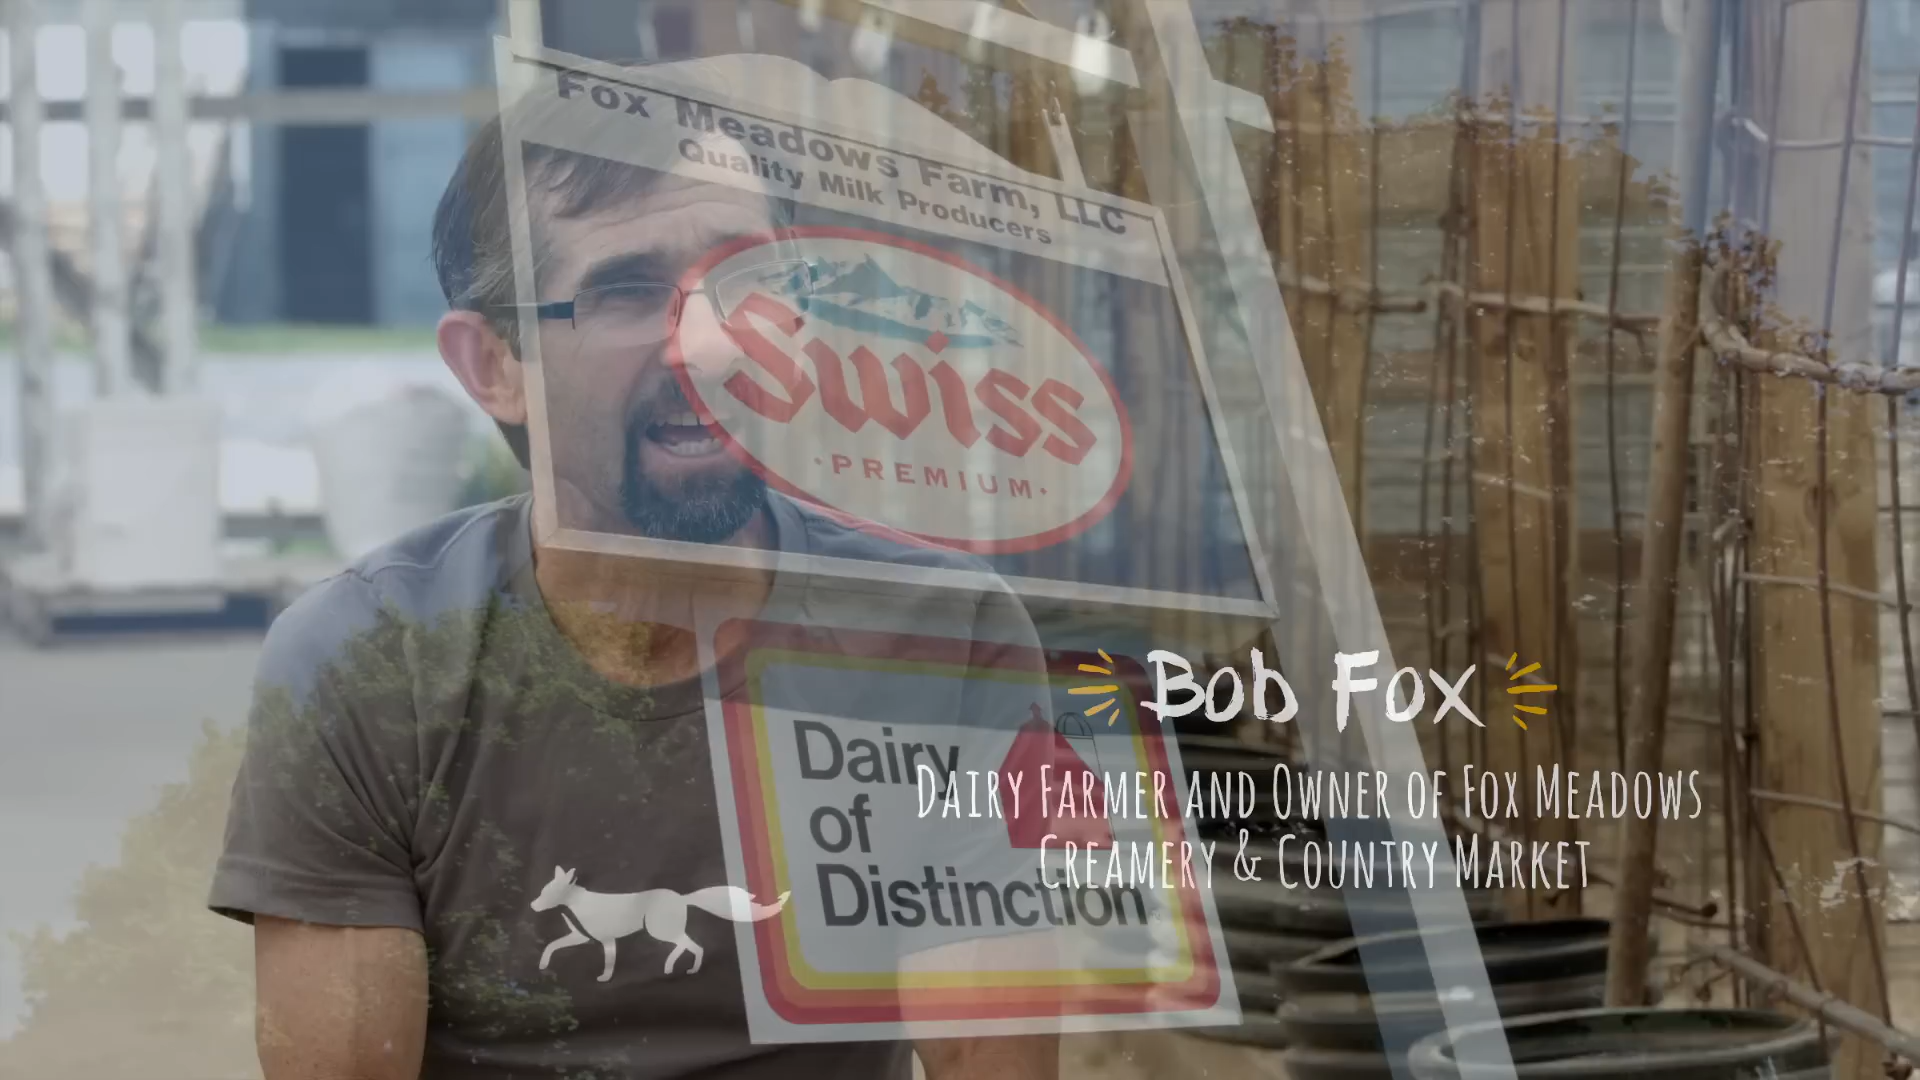 Fox Meadows Farm, LLC
Quality Milk Producers
Swiss
·PREMIUM·
Dairy
of
Distinction
Bob Fox
Dairy Farmer and Owner of Fox Meadows
Creamery & Country Market